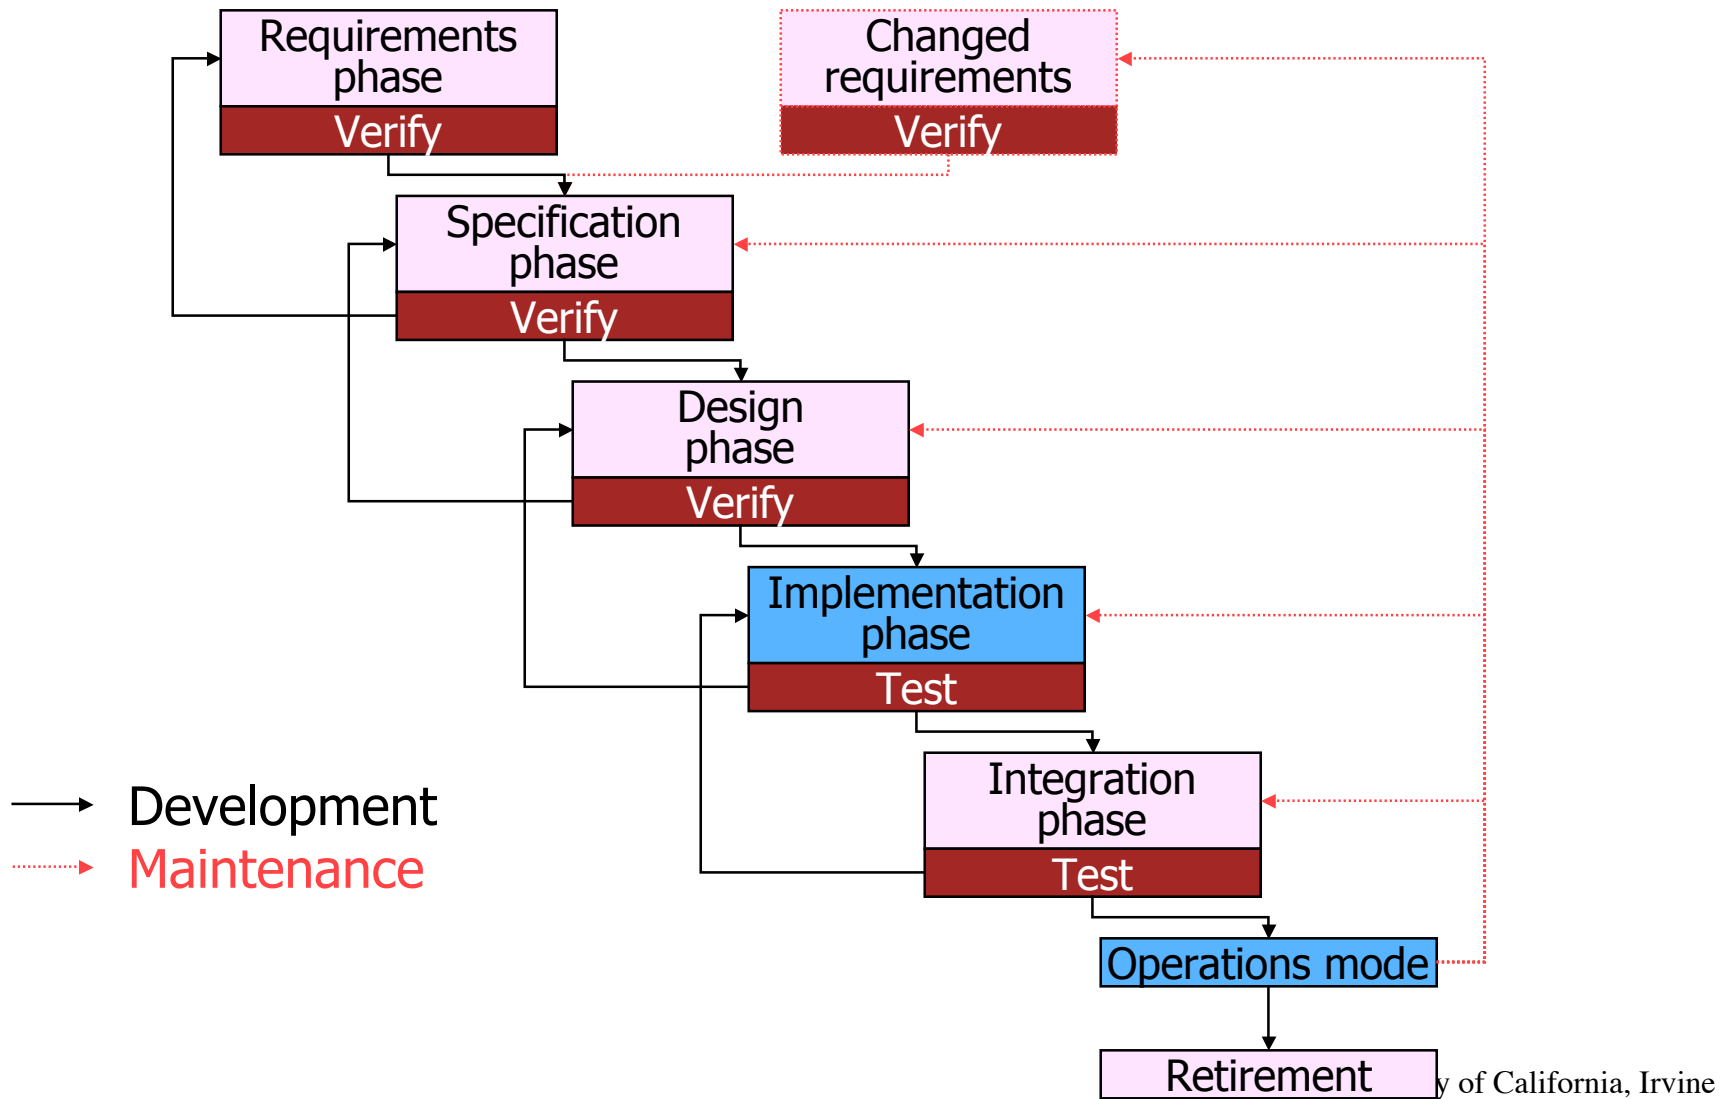 Requirements
phase
Verify
Changed
requirements
Verify
Specification
phase
Verify
Design
phase
Verify
Implementation
phase
Test
Integration
phase
Test
Development
Maintenance
Operations mode
Retirement
of California, Irvine